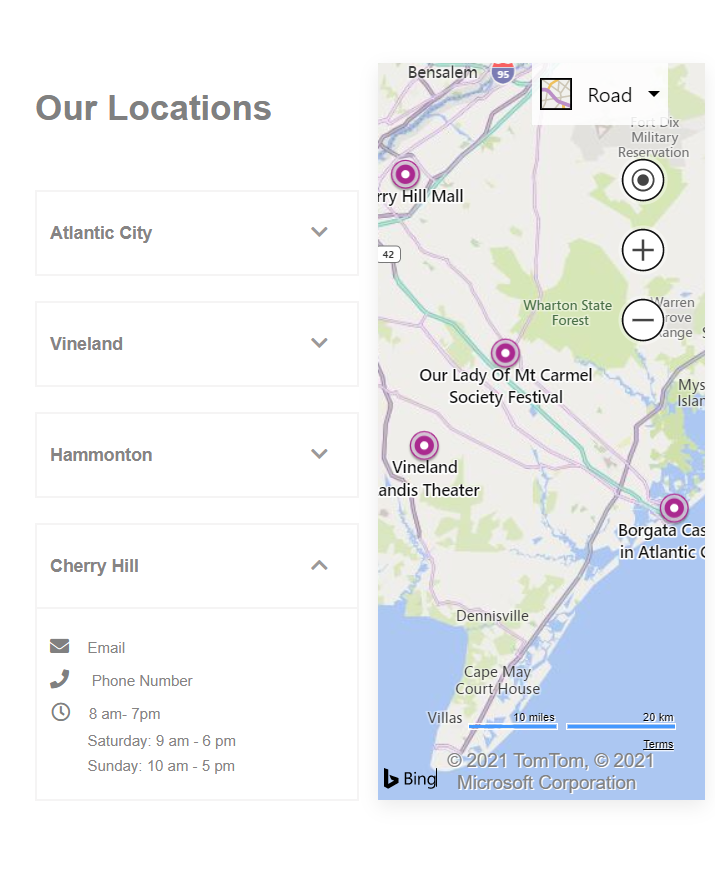 Our Locations
Atlantic City
Vineland
Hammonton
Cherry Hill
Email
Phone Number
8 am- 7pm
Saturday: 9 am - 6 pm
Sunday: 10 am - 5 pm
Bensalem
95
Road
Fort Dix
Military
Reservation
rry Hill Mall
42
Wharton State
Forest
Warren
rove
ange
Our Lady Of Mt Carmel
Society Festival
Mys
Islan
Vineland
andis Theater
Borgata Cas
in Atlantic
Dennisville
Cape May
Court House
Villas
10 miles
20 km
Terms
© 2021 TomTom, © 2021
Microsoft Corporation
Bing